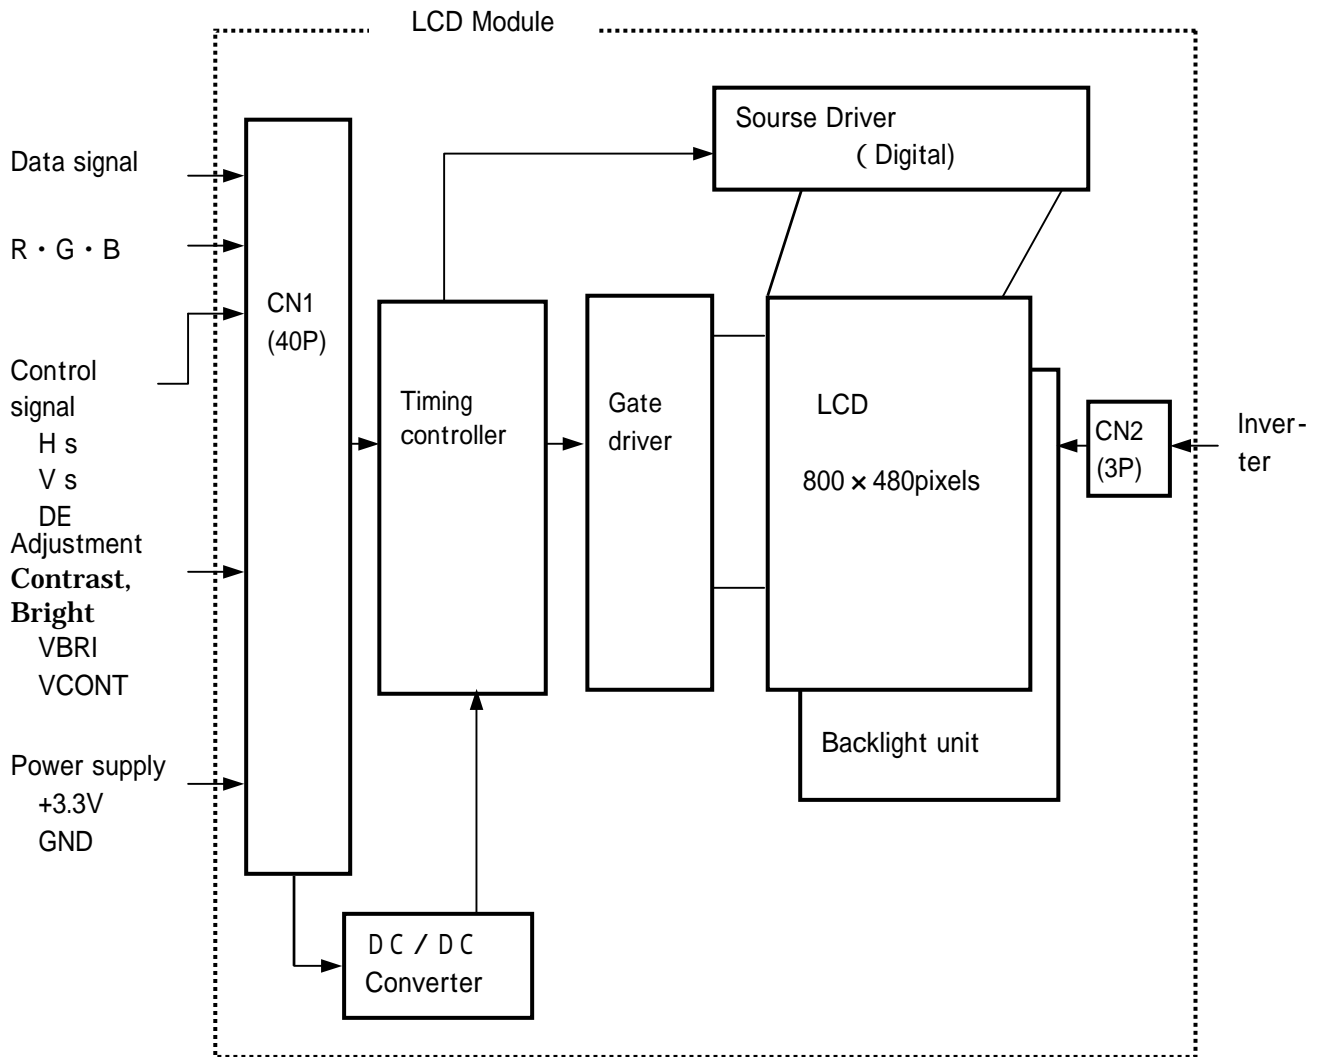 LCD Module
Sourse Driver
( Digital)
Data signal
R・G・B
CN1
(40P)
Control
signal
H s
V s
DE
Adjustment
Contrast,
Bright
VBRI
VCONT
Power supply
+3.3V
GND
Timing
controller
Gate
driver
LCD
800×480pixels
CN2
(3P)
Inver-
ter
Backlight unit
DC/DC
Converter